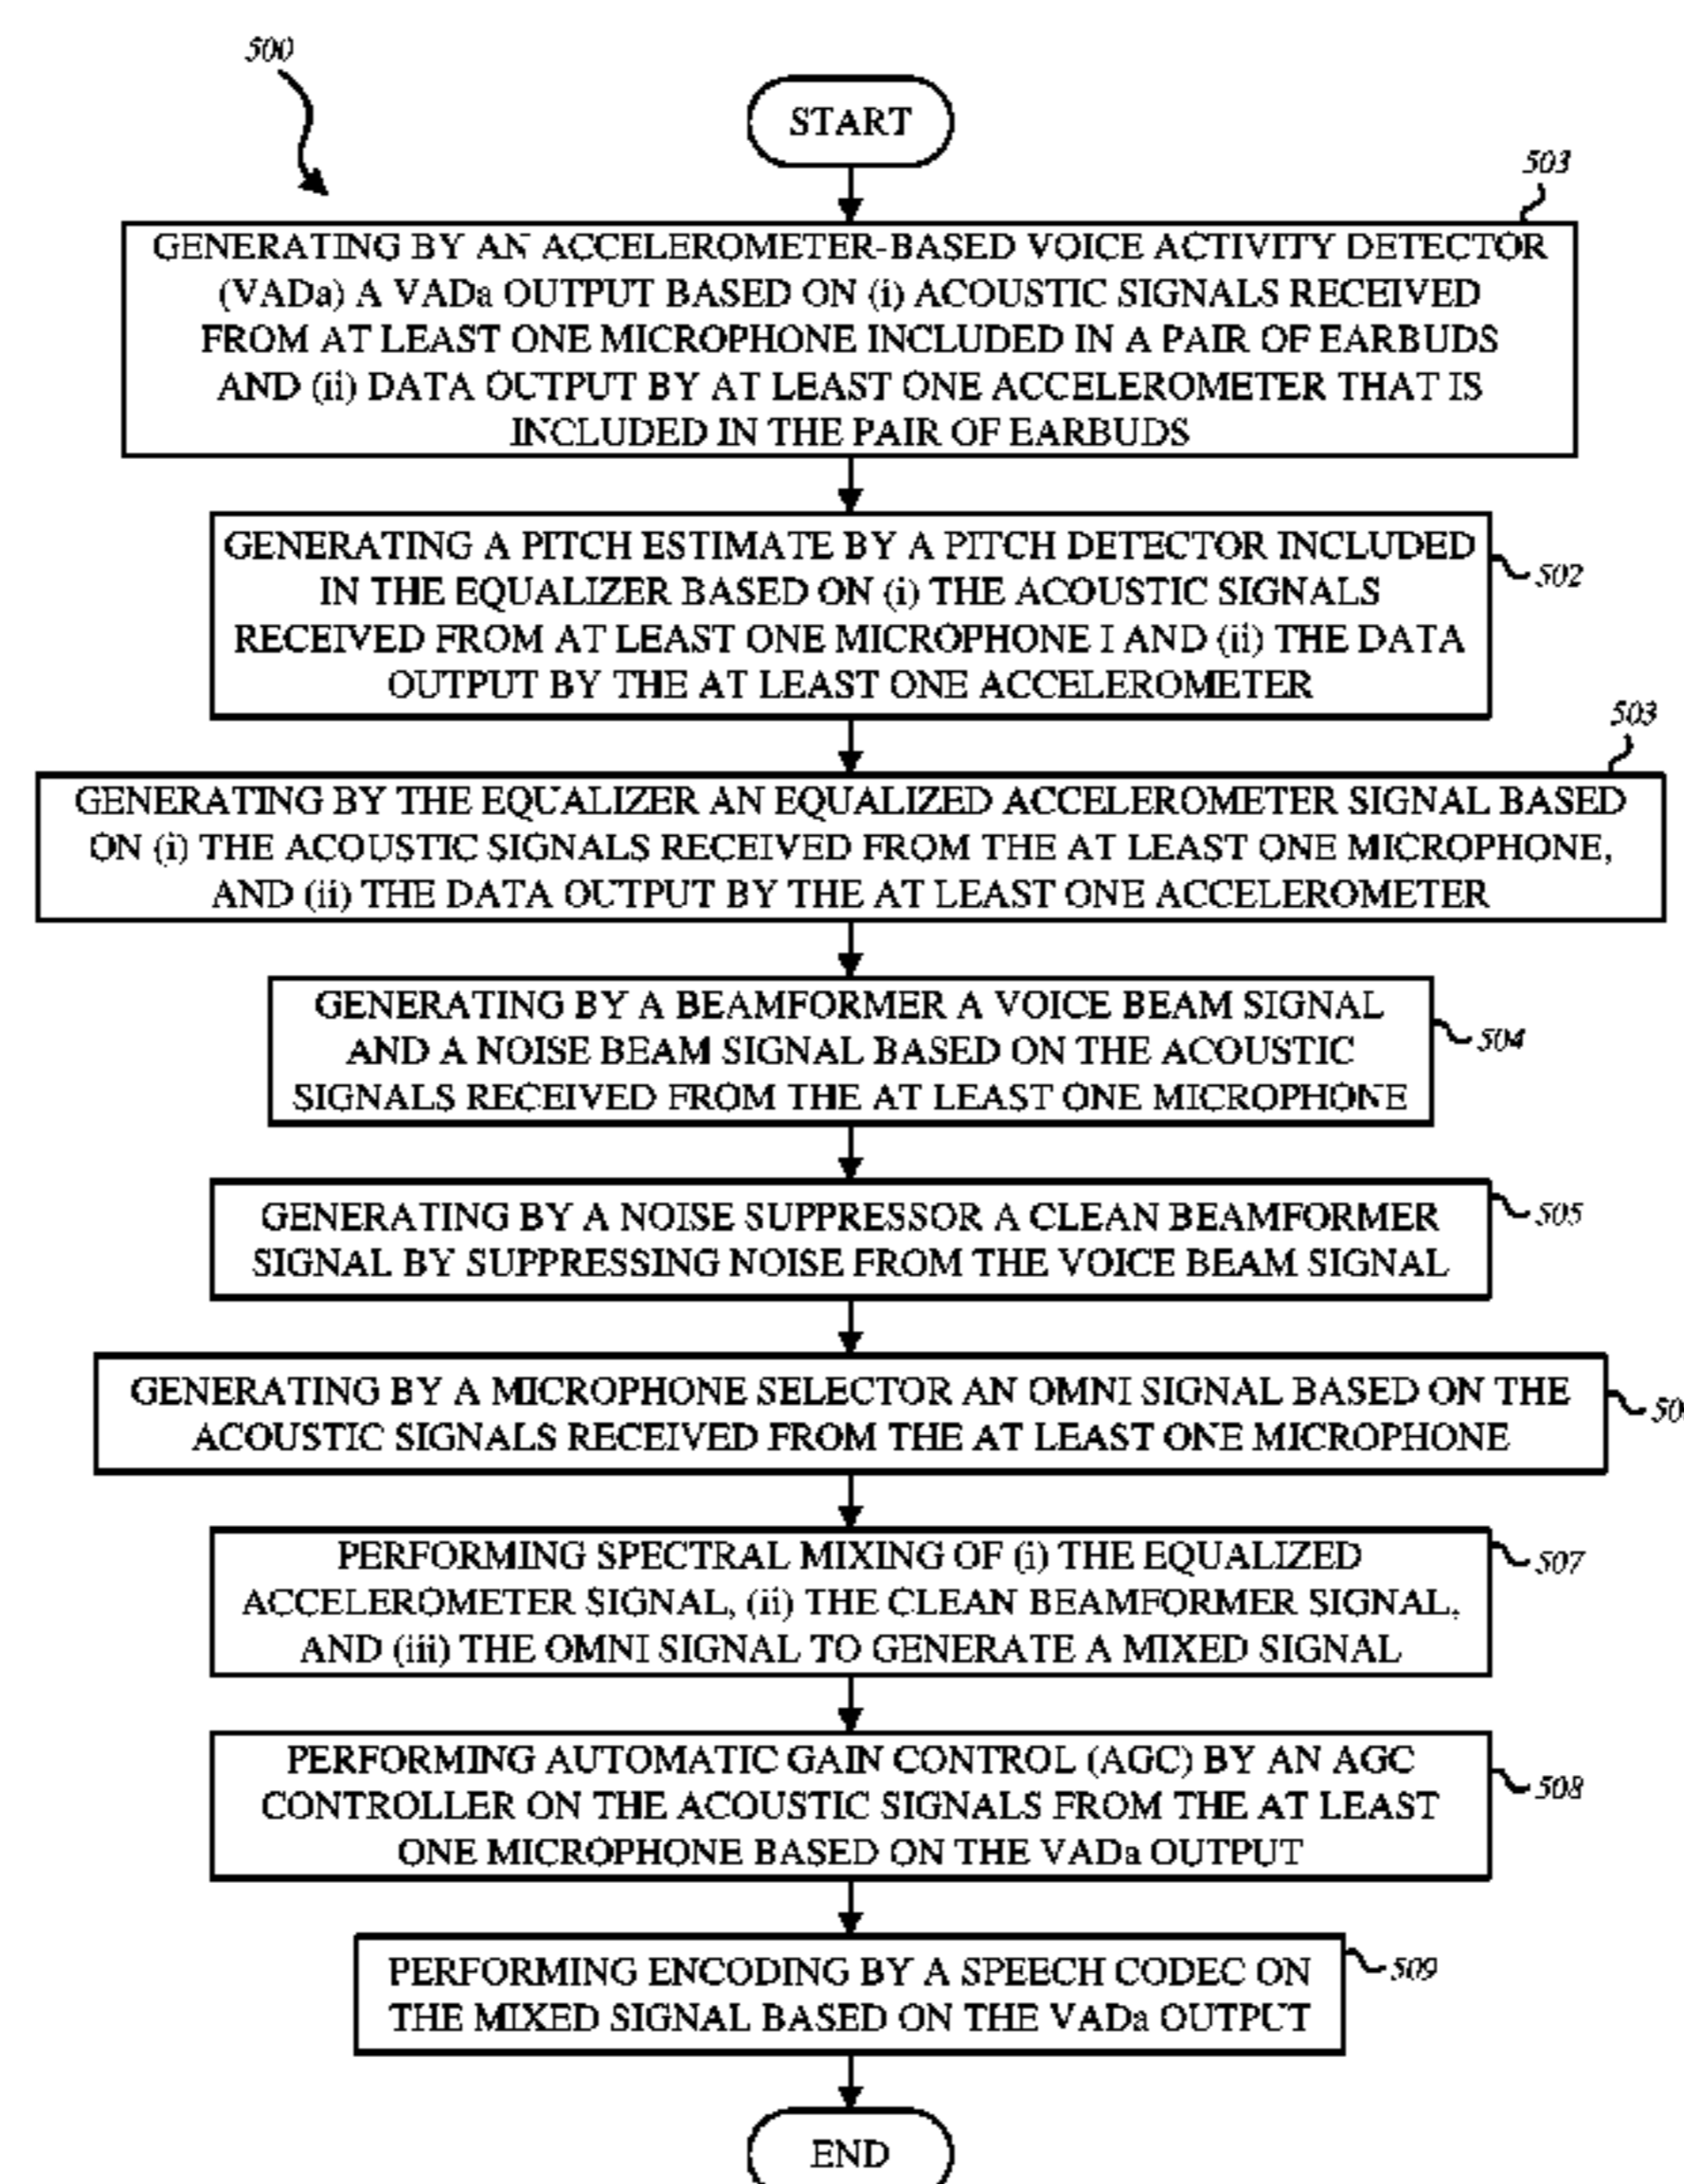 500
START
503
GENERATING BY AN ACCELEROMETER-BASED VOICE ACTIVITY DETECTOR
(VADa) A VADa OUTPUT BASED ON (i) ACOUSTIC SIGNALS RECEIVED
FROM AT LEAST ONE MICROPHONE INCLUDED IN A PAIR OF EARBUDS
AND (ii) DATA OUTPUT BY AT LEAST ONE ACCELEROMETER THAT IS
INCLUDED IN THE PAIR OF EARBUDS
GENERATING A PITCH ESTIMATE BY A PITCH DETECTOR INCLUDED
IN THE EQUALIZER BASED ON (i) THE ACOUSTIC SIGNALS
RECEIVED FROM AT LEAST ONE MICROPHONE I AND (ii) THE DATA
OUTPUT BY THE AT LEAST ONE ACCELEROMETER
502
503
GENERATING BY THE EQUALIZER AN EQUALIZED ACCELEROMETER SIGNAL BASED
ON (i) THE ACOUSTIC SIGNALS RECEIVED FROM THE AT LEAST ONE MICROPHONE,
AND (ii) THE DATA OUTPUT BY THE AT LEAST ONE ACCELEROMETER
GENERATING BY A BEAMFORMER A VOICE BEAM SIGNAL
AND A NOISE BEAM SIGNAL BASED ON THE ACOUSTIC
SIGNALS RECEIVED FROM THE AT LEAST ONE MICROPHONE
504
GENERATING BY A NOISE SUPPRESSOR A CLEAN BEAMFORMER
SIGNAL BY SUPPRESSING NOISE FROM THE VOICE BEAM SIGNAL
505
GENERATING BY A MICROPHONE SELECTOR AN OMNI SIGNAL BASED ON THE
ACOUSTIC SIGNALS RECEIVED FROM THE AT LEAST ONE MICROPHONE
PERFORMING SPECTRAL MIXING OF (i) THE EQUALIZED
ACCELEROMETER SIGNAL, (ii) THE CLEAN BEAMFORMER SIGNAL,
AND (iii) THE OMNI SIGNAL TO GENERATE A MIXED SIGNAL
507
PERFORMING AUTOMATIC GAIN CONTROL (AGC) BY AN AGC
CONTROLLER ON THE ACOUSTIC SIGNALS FROM THE AT LEAST
ONE MICROPHONE BASED ON THE VADa OUTPUT
508
PERFORMING ENCODING BY A SPEECH CODEC ON
THE MIXED SIGNAL BASED ON THE VADa OUTPUT
509
END